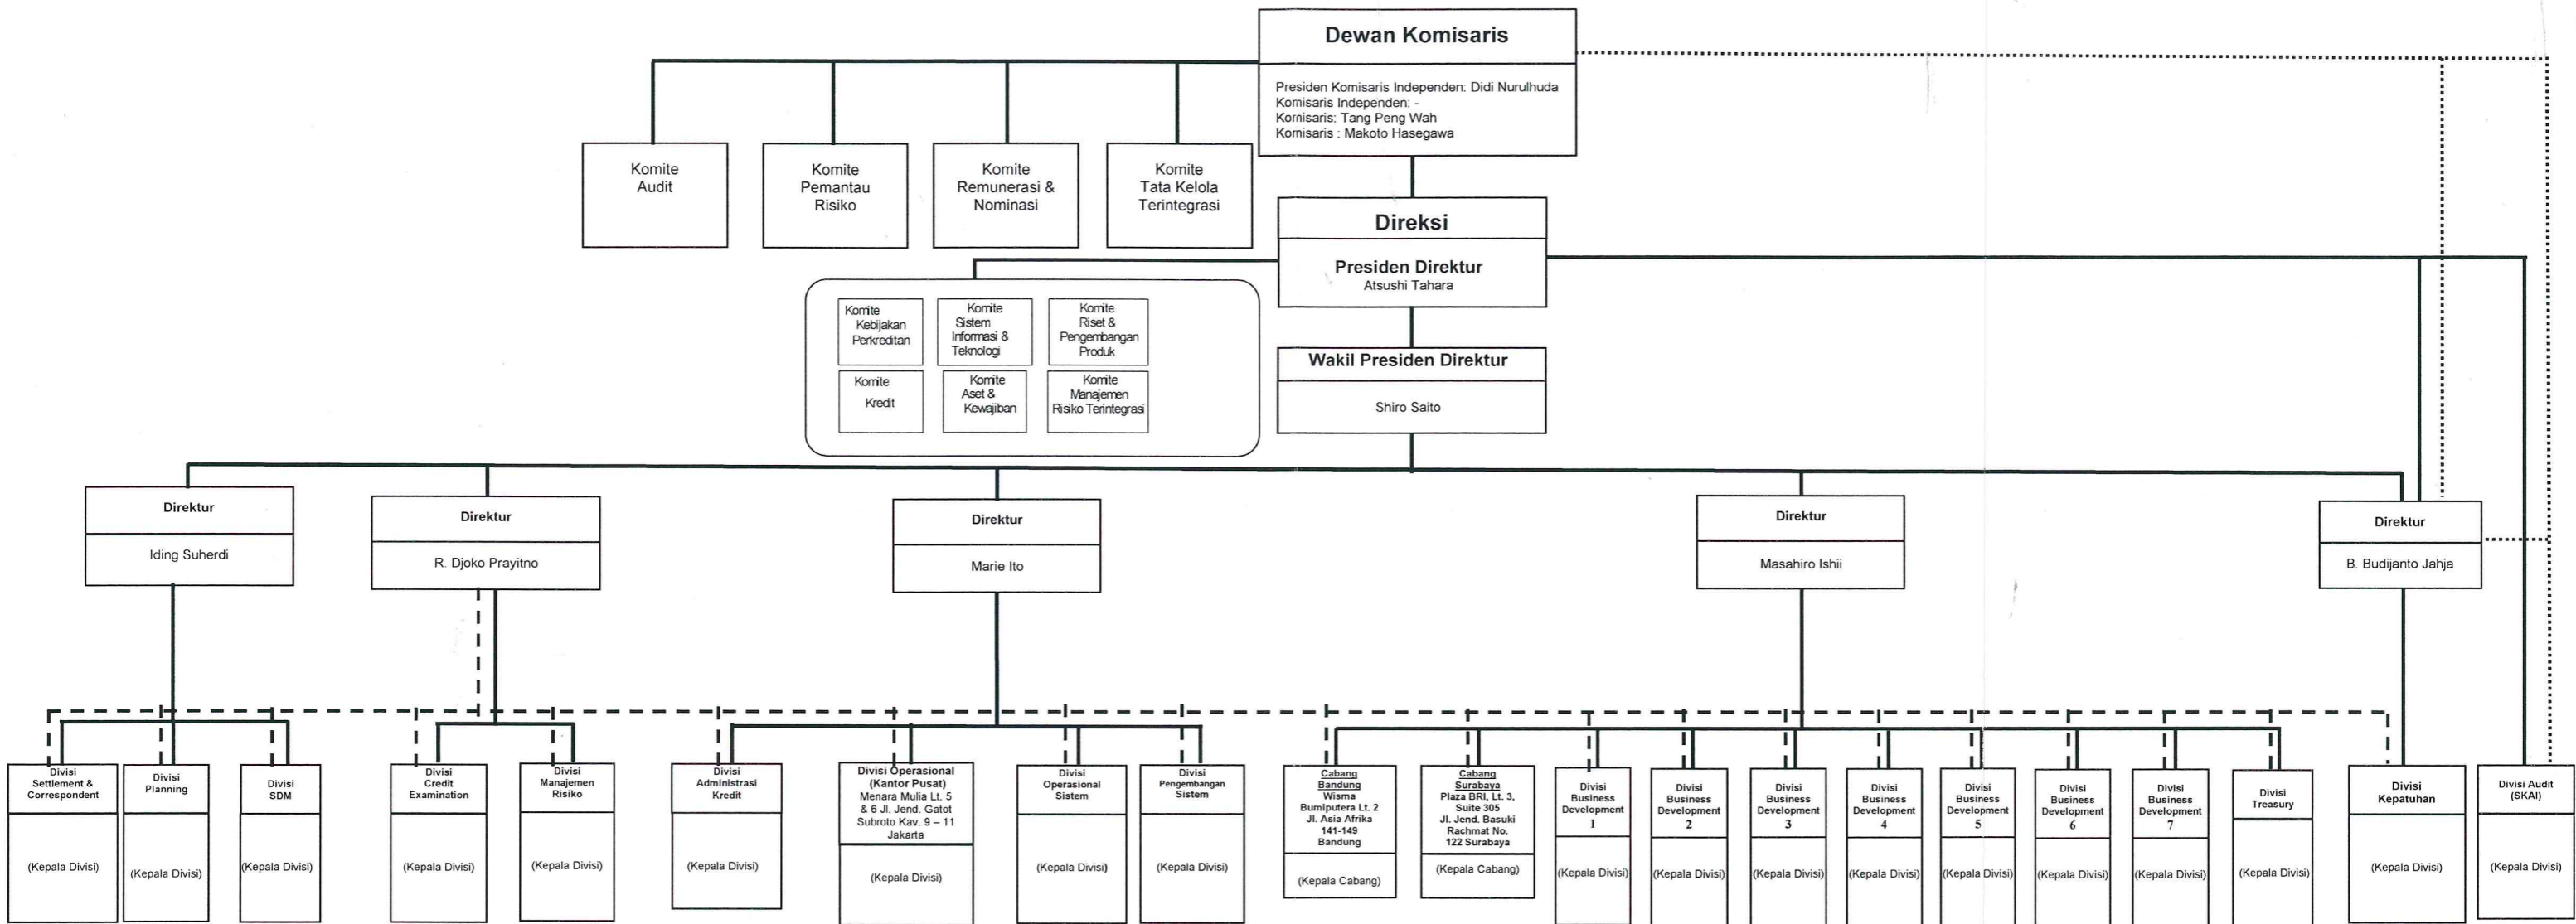 Dewan Komisaris
Presiden Komisaris Independen: Didi Nurulhuda
Komisaris Independen: -
Komisaris: Tang Peng Wah
Komisaris : Makoto Hasegawa
Komite
Audit
Komite
Pemantau
Risiko
Komite
Remunerasi &
Nominasi
Komite
Tata Kelola
Terintegrasi
Direksi
Presiden Direktur
Atsushi Tahara
Komite
Kebijakan
Perkreditan
Komite
Sistem
Informasi &
Teknologi
Komite
Riset &
Pengembangan
Produk
Komite
Kredit
Komite
Aset &
Kewajiban
Komite
Manajemen
Risiko Terintegrasi
Wakil Presiden Direktur
Shiro Saito
Direktur
Iding Suherdi
Direktur
R. Djoko Prayitno
Direktur
Marie Ito
Direktur
Masahiro Ishii
Direktur
B. Budijanto Jahja
Divisi
Settlement &
Correspondent
(Kepala Divisi)
Divisi
Planning
(Kepala Divisi)
Divisi
SDM
(Kepala Divisi)
Divisi
Credit
Examination
(Kepala Divisi)
Divisi
Manajemen
Risiko
(Kepala Divisi)
Divisi
Administrasi
Kredit
(Kepala Divisi)
Divisi Operasional
(Kantor Pusat)
Menara Mulia Lt. 5
& 6 Jl. Jend. Gatot
Subroto Kav. 9 – 11
Jakarta
(Kepala Divisi)
Divisi
Operasional
Sistem
(Kepala Divisi)
Divisi
Pengembangan
Sistem
(Kepala Divisi)
Cabang
Bandung
Wisma
Bumiputera Lt. 2
Jl. Asia Afrika
141-149
Bandung
(Kepala Cabang)
Cabang
Surabaya
Plaza BRI, Lt. 3,
Suite 305
Jl. Jend. Basuki
Rachmat No.
122 Surabaya
(Kepala Cabang)
Divisi
Business
Development
1
(Kepala Divisi)
Divisi
Business
Development
2
(Kepala Divisi)
Divisi
Business
Development
3
(Kepala Divisi)
Divisi
Business
Development
4
(Kepala Divisi)
Divisi
Business
Development
5
(Kepala Divisi)
Divisi
Business
Development
6
(Kepala Divisi)
Divisi
Business
Development
7
(Kepala Divisi)
Divisi
Treasury
(Kepala Divisi)
Divisi
Kepatuhan
(Kepala Divisi)
Divisi Audit
(SKAI)
(Kepala Divisi)